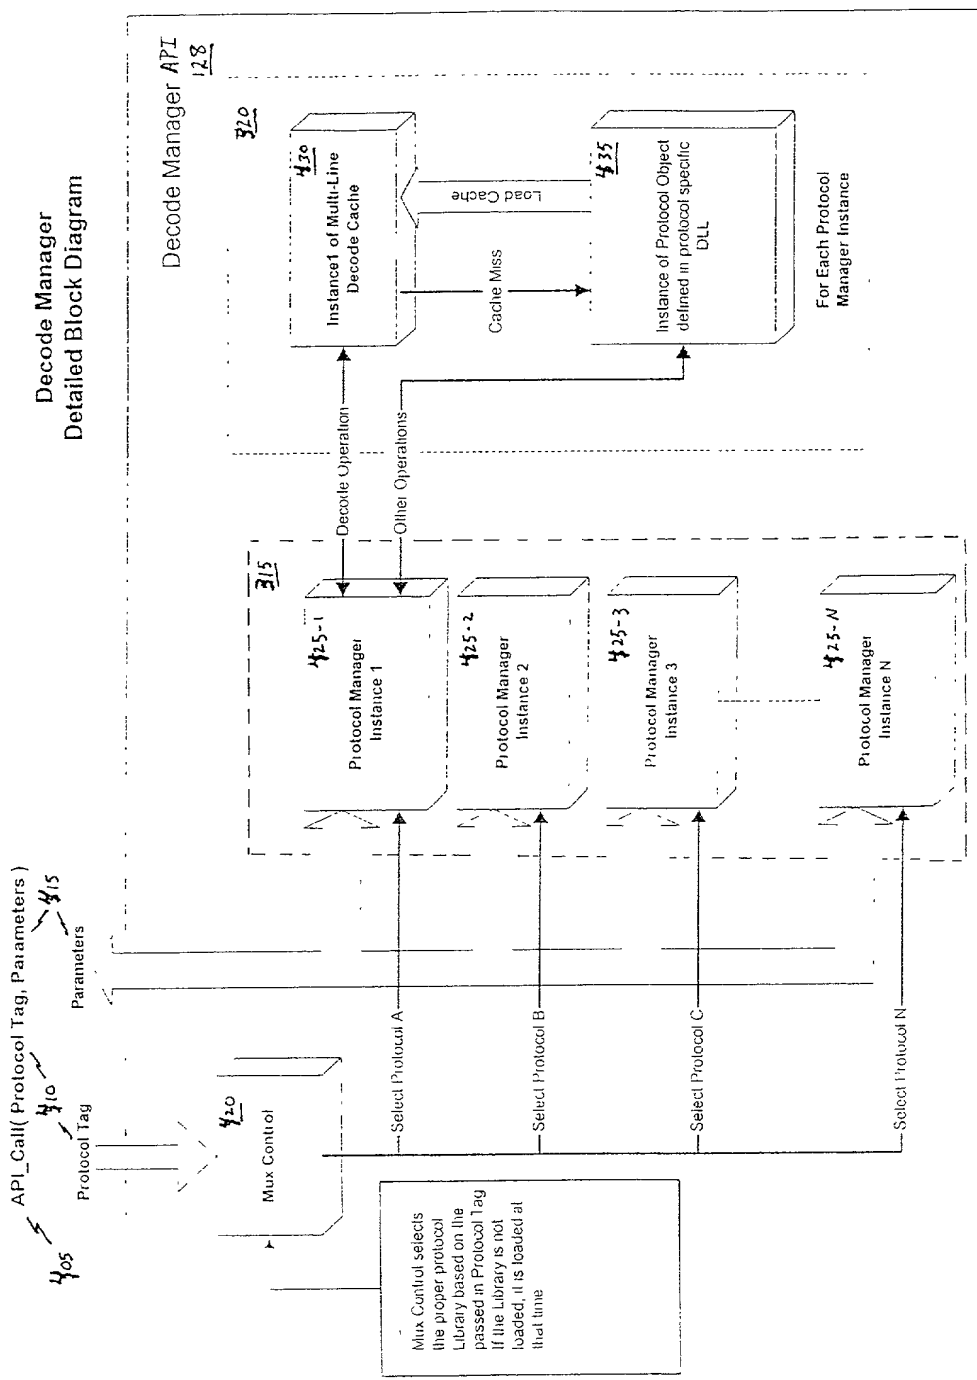 Decode Manager
Detailed Block Diagram
API_Call( Protocol Tag, Parameters )
405
410
415
Protocol Tag
Parameters
Decode Manager API
128
420
Mux Control
Mux Control selects
the proper protocol
Library based on the
passed in Protocol Tag
If the Library is not
loaded, it is loaded at
that time
Select Protocol A
Select Protocol B
Select Protocol C
Select Protocol N
315
425-1
Protocol Manager
Instance 1
425-2
Protocol Manager
Instance 2
425-3
Protocol Manager
Instance 3
425-N
Protocol Manager
Instance N
Decode Operation
Other Operations
320
430
Instance1 of Multi-Line
Decode Cache
Cache Miss
Load Cache
435
Instance of Protocol Object
defined in protocol specific
DLL
For Each Protocol
Manager Instance